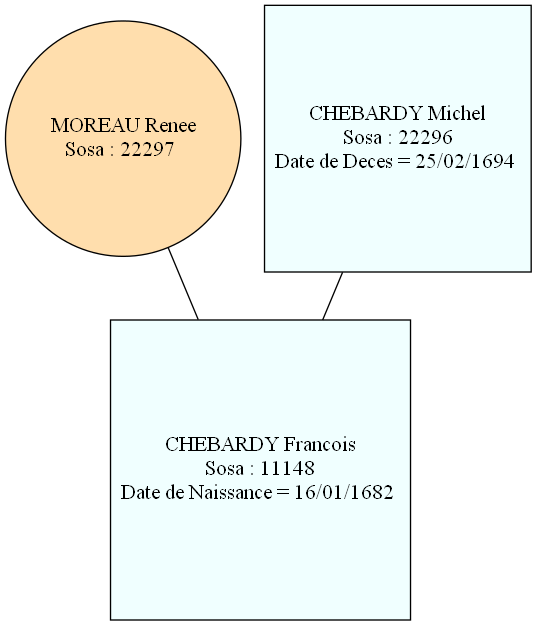 MOREAU Renee
Sosa : 22297
CHEBARDY Michel
Sosa : 22296
Date de Deces = 25/02/1694
CHEBARDY Francois
Sosa : 11148
Date de Naissance = 16/01/1682